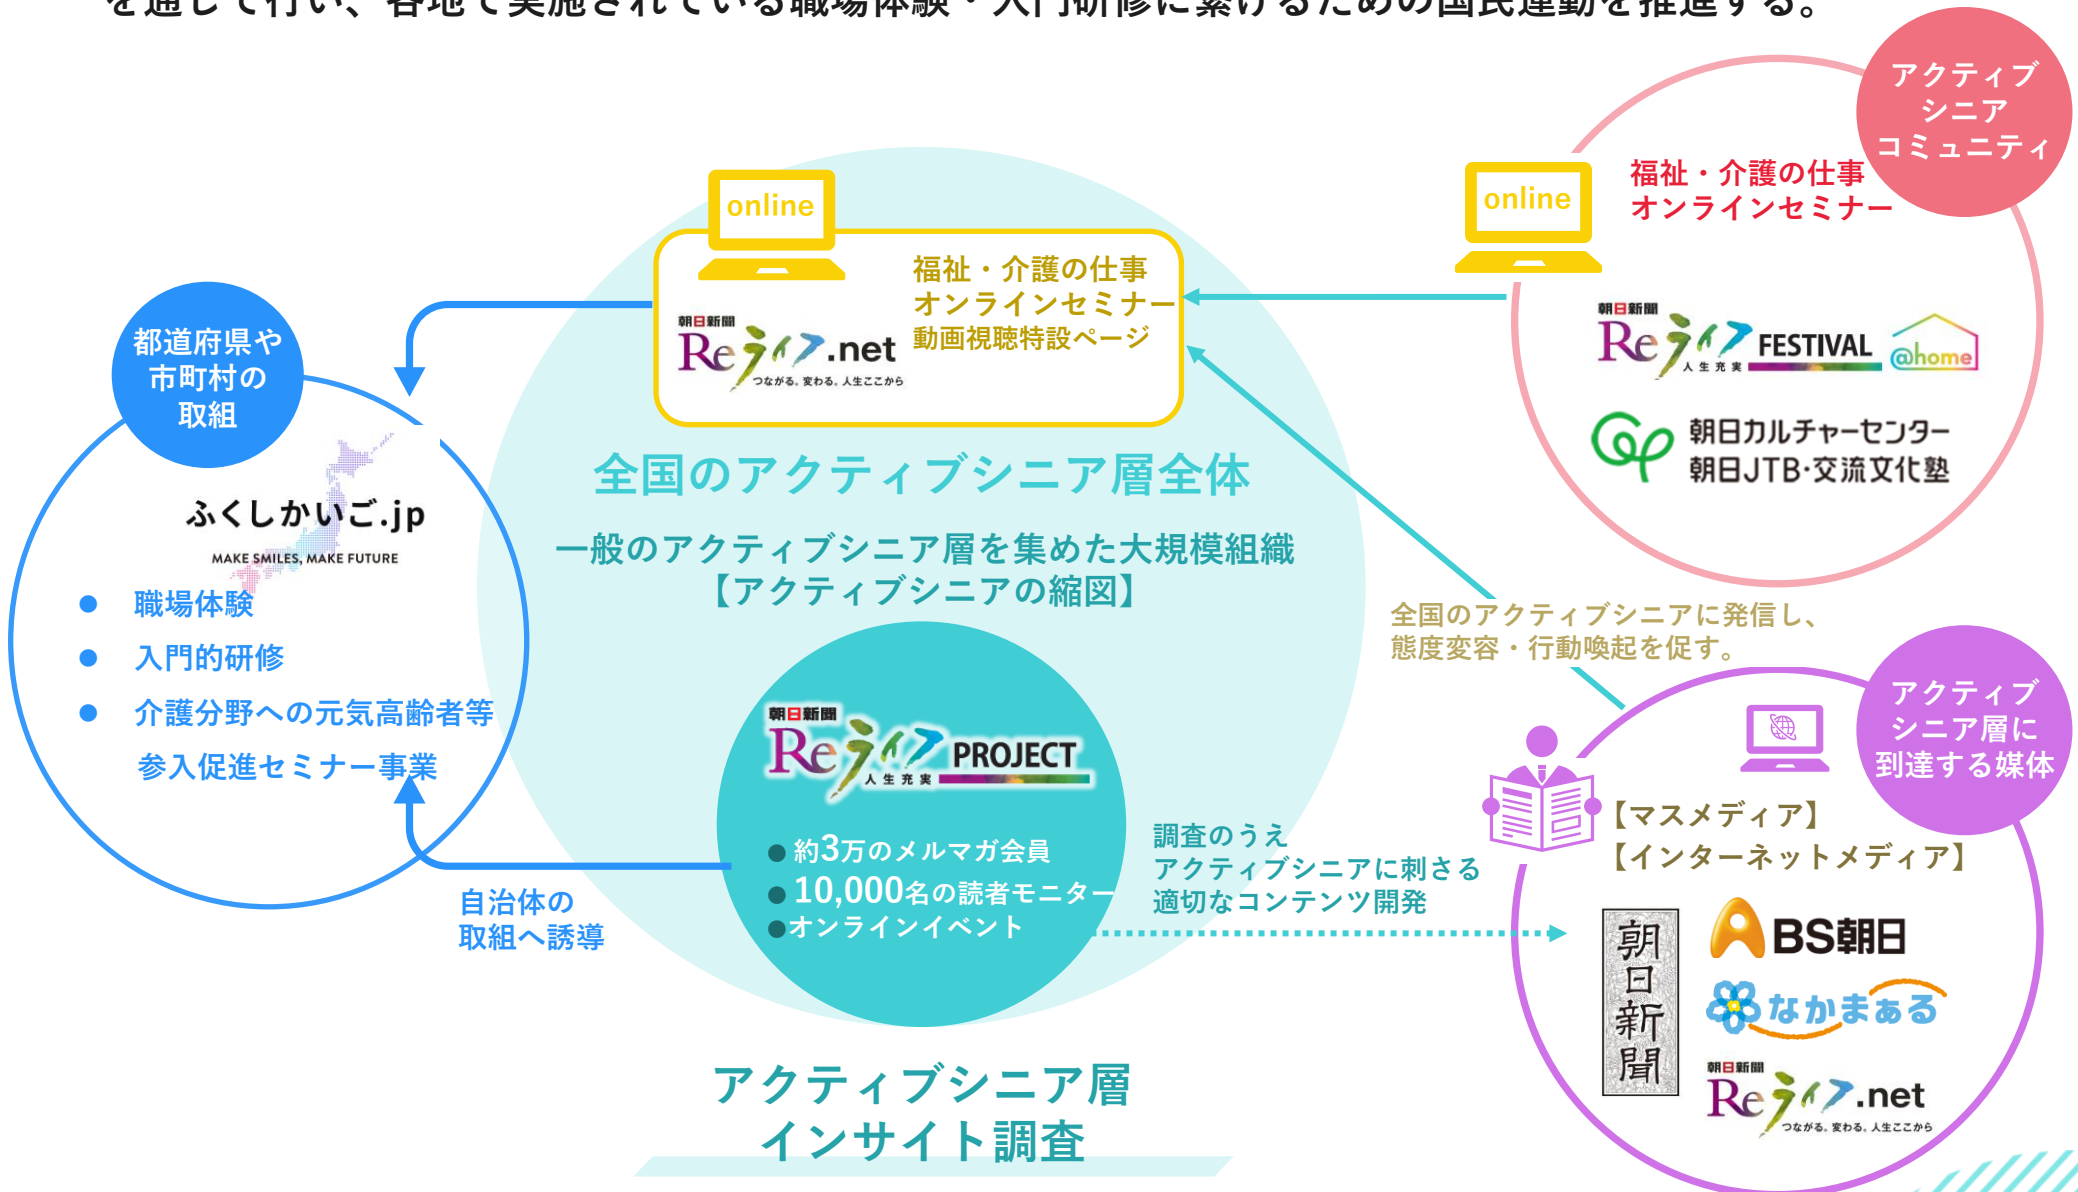 を通して行い、各地で実施されている職場体験・入門研修に繋げるための国民運動を推進する。
アクティブ
シニア
コミュニティ
online
福祉・介護の仕事
オンラインセミナー
朝日新聞
Reライフ FESTIVAL @home
人生充実
朝日カルチャーセンター
朝日JTB・交流文化塾
online
福祉・介護の仕事
オンラインセミナー
動画視聴特設ページ
朝日新聞
Reライフ.net
つながる。変わる。人生ここから
都道府県や
市町村の
取組
ふくしかいご.jp
MAKE SMILES, MAKE FUTURE
● 職場体験
● 入門的研修
● 介護分野への元気高齢者等
参入促進セミナー事業
全国のアクティブシニア層全体
一般のアクティブシニア層を集めた大規模組織
【アクティブシニアの縮図】
朝日新聞
Reライフ PROJECT
人生充実
● 約3万のメルマガ会員
● 10,000名の読者モニター
●オンラインイベント
自治体の
取組へ誘導
調査のうえ
アクティブシニアに刺さる
適切なコンテンツ開発
全国のアクティブシニアに発信し、
態度変容・行動喚起を促す。
アクティブ
シニア層に
到達する媒体
【マスメディア】
【インターネットメディア】
朝日新聞
BS朝日
なかまぁる
朝日新聞
Reライフ.net
つながる。変わる。人生ここから
アクティブシニア層
インサイト調査